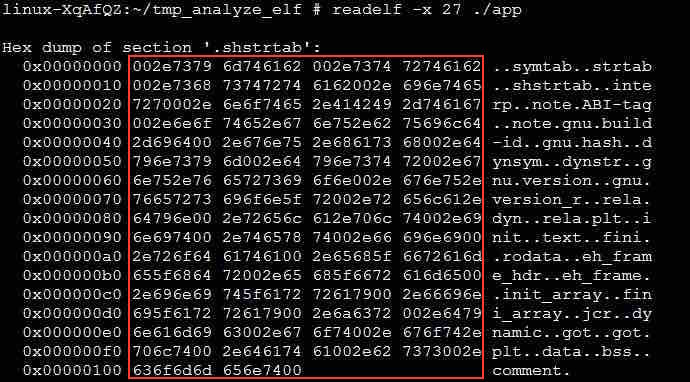 linux-XqAfQZ:~/tmp_analyze_elf # readelf -x 27 ./app
Hex dump of section '.shstrtab':
0x00000000 002e7379 6d746162 002e7374 72746162 ..symtab..strtab
0x00000010 002e7368 73747274 6162002e 696e7465 ..shstrtab..inte
0x00000020 7270002e 6e6f7465 2e414249 2d746167 rp..note.ABI-tag
0x00000030 002e6e6f 74652e67 6e752e62 75696c64 ..note.gnu.build
0x00000040 2d696400 2e676e75 2e686173 68002e64 -id..gnu.hash..d
0x00000050 796e7379 6d002e64 796e7374 72002e67 ynsym..dynstr..g
0x00000060 6e752e76 65727369 6f6e002e 676e752e nu.version..gnu.
0x00000070 76657273 696f6e5f 72002e72 656c612e version_r..rela.
0x00000080 64796e00 2e72656c 612e706c 74002e69 dyn..rela.plt..i
0x00000090 6e697400 2e746578 74002e66 696e6900 nit..text..fini.
0x000000a0 2e726f64 61746100 2e65685f 6672616d .rodata..eh_fram
0x000000b0 655f6864 72002e65 685f6672 616d6500 e_hdr..eh_frame.
0x000000c0 2e696e69 745f6172 72617900 2e66696e .init_array..fin
0x000000d0 695f6172 72617900 2e6a6372 002e6479 i_array..jcr..dy
0x000000e0 6e616d69 63002e67 6f74002e 676f742e namic..got..got.
0x000000f0 706c7400 2e646174 61002e62 7373002e plt..data..bss..
0x00000100 636f6d6d 656e7400 comment.